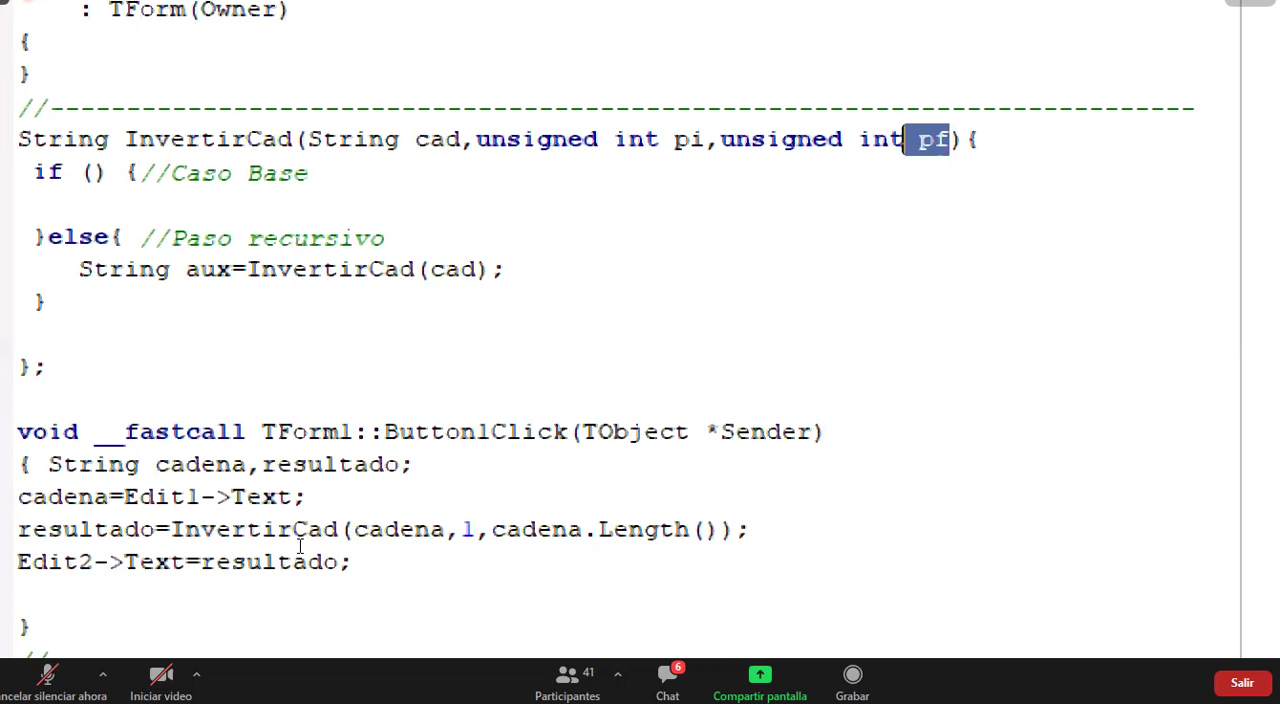 : TForm(Owner)
{
}
//---------------------------------------------------------------------------
String InvertirCad(String cad,unsigned int pi,unsigned int pf){
if () {//Caso Base
}else{ //Paso recursivo
String aux=InvertirCad(cad);
}
};
void __fastcall TForm1::Button1Click(TObject *Sender)
{ String cadena,resultado;
cadena=Edit1->Text;
resultado=InvertirCad(cadena,1,cadena.Length());
Edit2->Text=resultado;
}
//
ncelar silenciar ahora
Iniciar video
41
Participantes
6
Chat
Compartir pantalla
Grabar
Salir